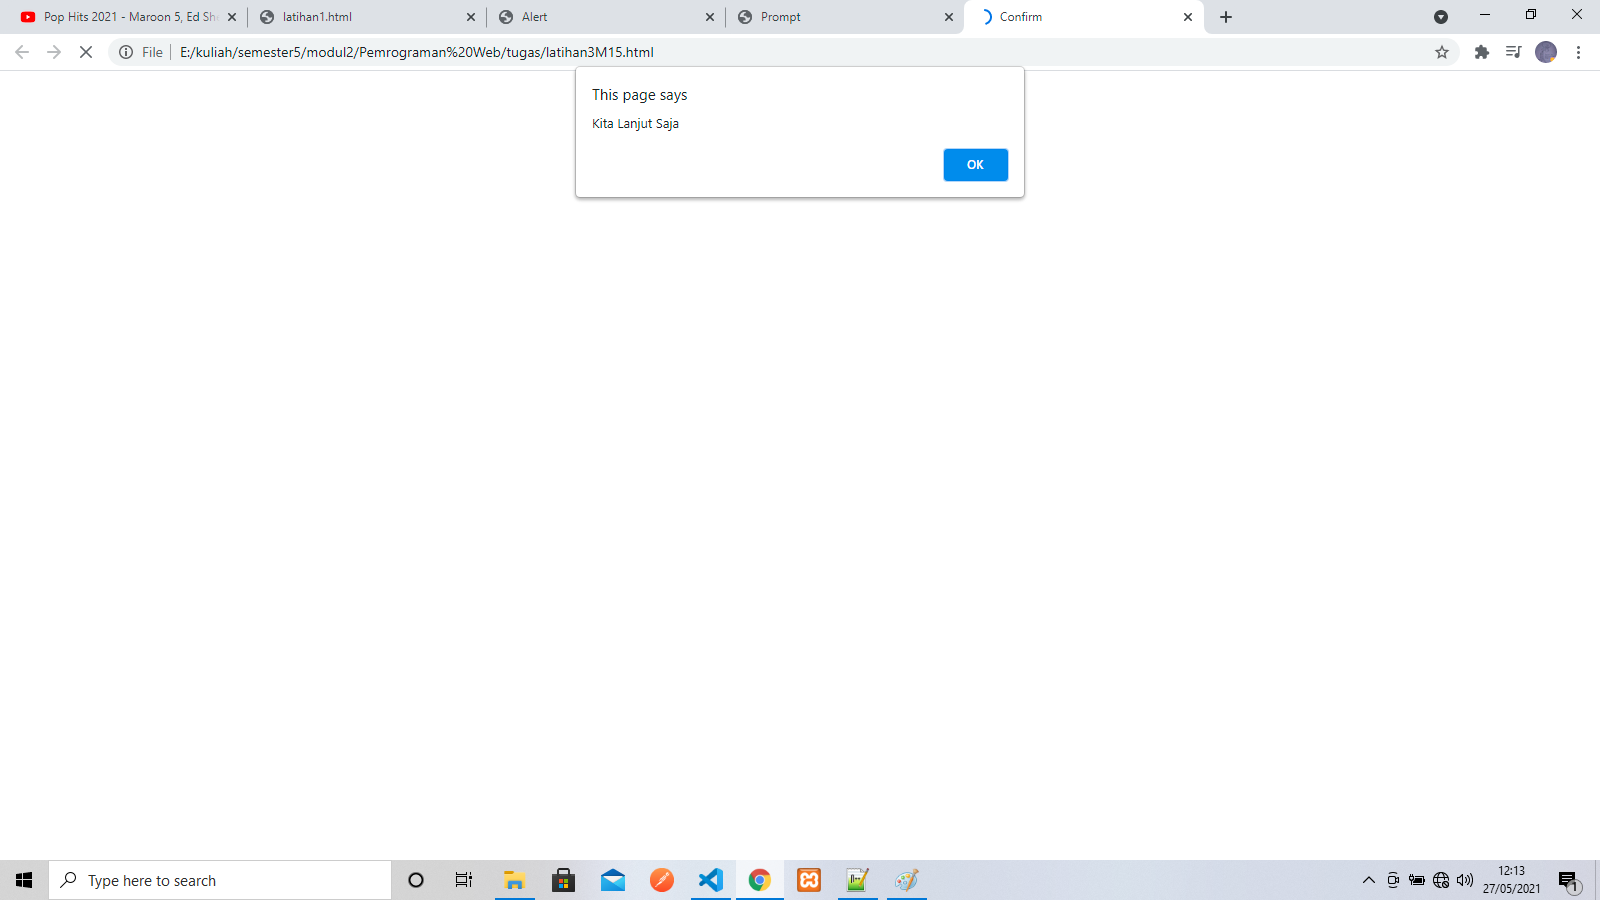 Pop Hits 2021 - Maroon 5, Ed Sh
latihan1.html
Alert
Prompt
Confirm
File
E:/kuliah/semester5/modul2/Pemrograman%20Web/tugas/latihan3M15.html
This page says
Kita Lanjut Saja
OK
Type here to search
12:13
27/05/2021
1